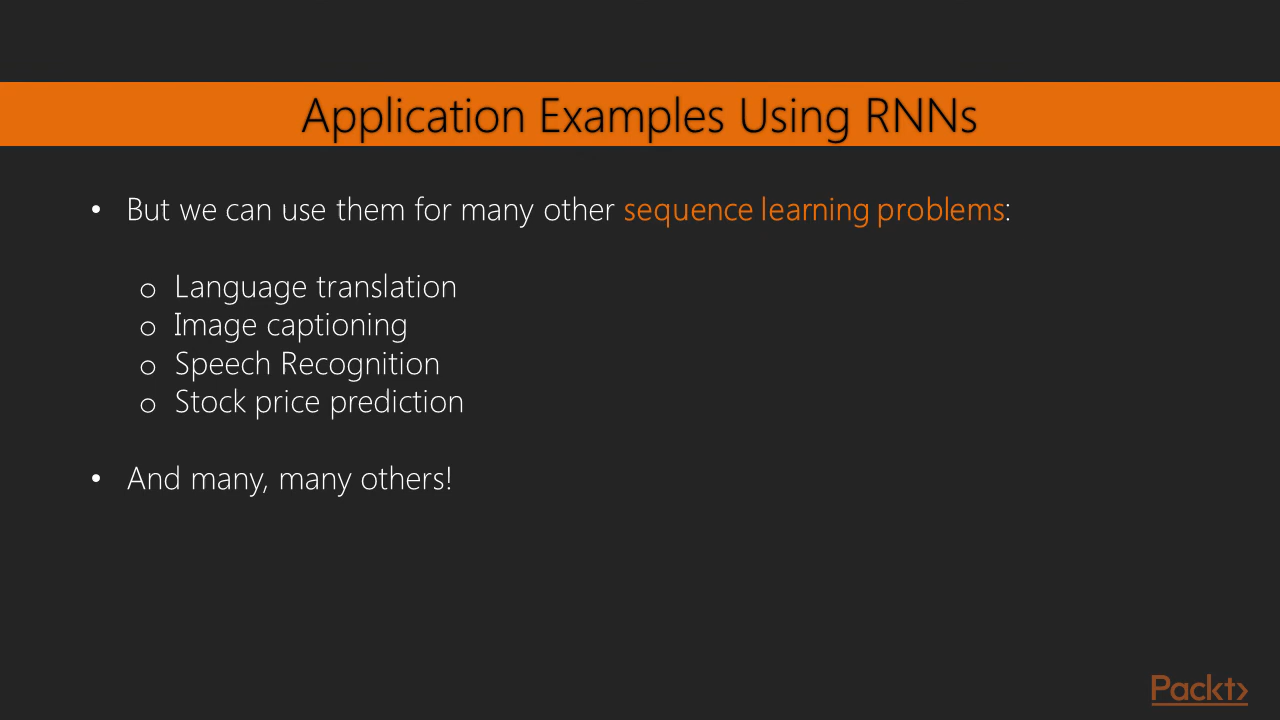 Application Examples Using RNNs
• But we can use them for many other sequence learning problems:
o Language translation
o Image captioning
o Speech Recognition
o Stock price prediction
• And many, many others!
Packt>